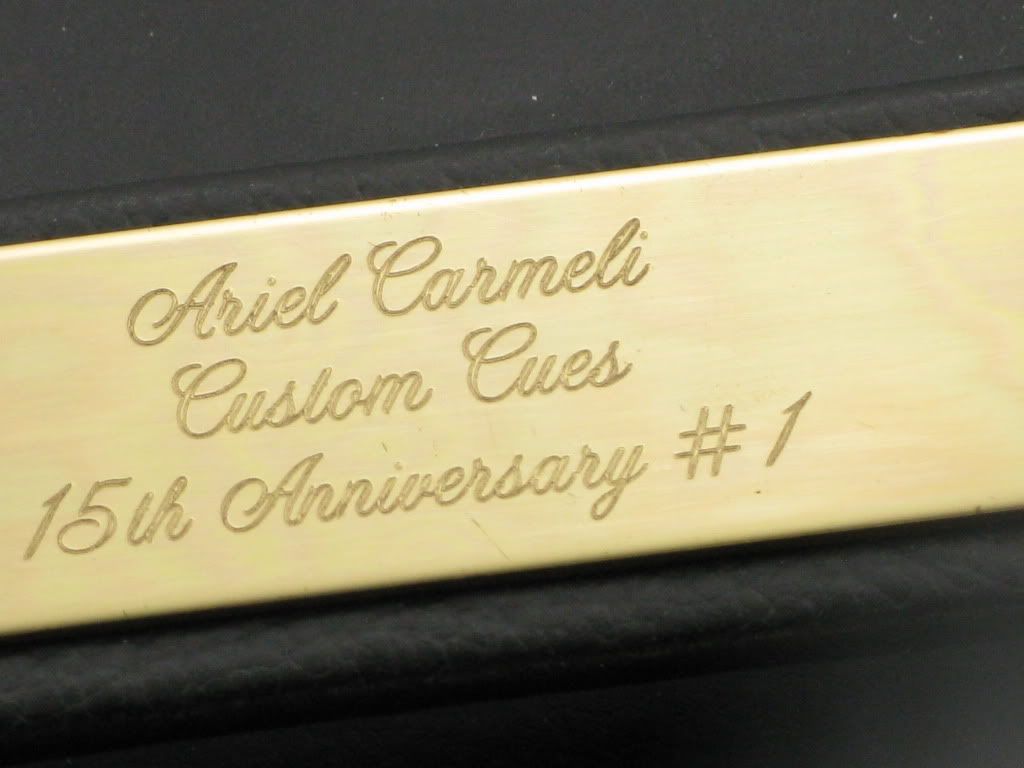 Ariel Carmeli
Custom Cues
15th Anniversary # 1